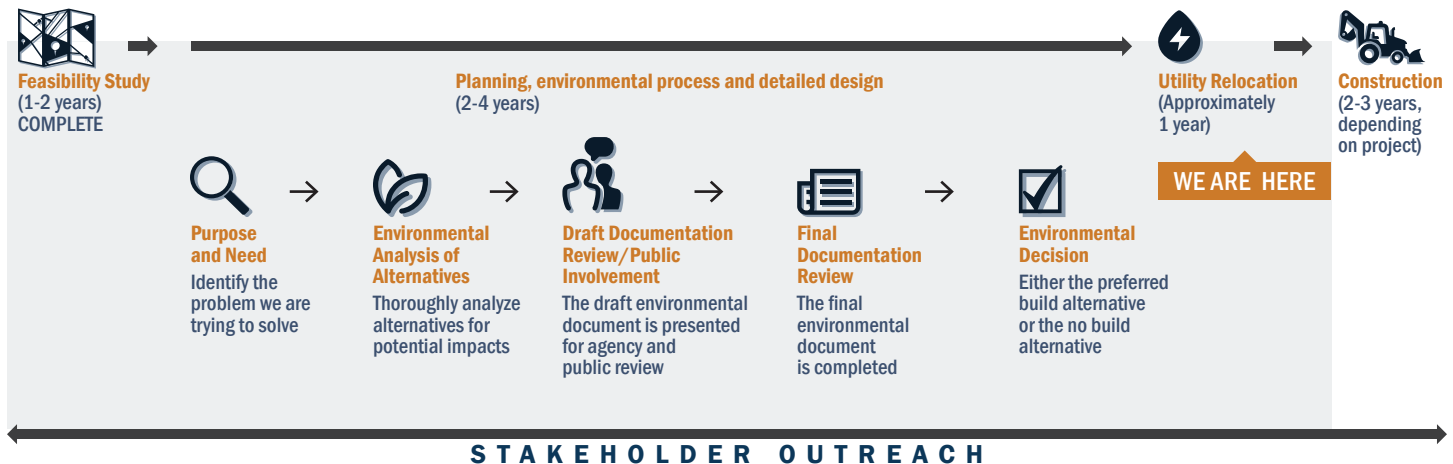 Feasibility Study
(1-2 years)
COMPLETE
Planning, environmental process and detailed design
(2-4 years)
Utility Relocation
(Approximately
1 year)
WE ARE HERE
Construction
(2-3 years,
depending
on project)
Purpose
and Need
Identify the
problem we are
trying to solve
Environmental
Analysis of
Alternatives
Thoroughly analyze
alternatives for
potential impacts
Draft Documentation
Review/Public
Involvement
The draft environmental
document is presented
for agency and
public review
Final
Documentation
Review
The final
environmental
document
is completed
Environmental
Decision
Either the preferred
build alternative
or the no build
alternative
STAKEHOLDER OUTREACH